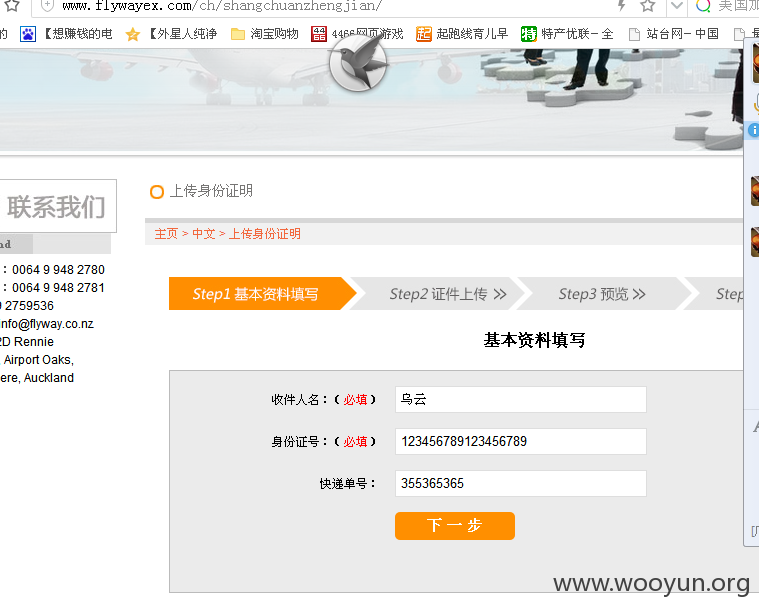 www.flywayex.com/ch/shangchuanzhengjian/
美国加
的 【想赚钱的电 【外星人纯净 淘宝购物 4466网页游戏 起跑线育儿早 特产优联－全 站台网－中国
上传身份证明
联系我们
主页 > 中文 > 上传身份证明
nd
：0064 9 948 2780
：0064 9 948 2781
9 2759536
info@flyway.co.nz
2D Rennie
, Airport Oaks,
ere, Auckland
Step1 基本资料填写 Step2 证件上传 >> Step3 预览 >> Step
基本资料填写
收件人名：（必填） 乌云
身份证号：（必填） 123456789123456789
快递单号： 355365365
下一步
www.wooyun.org